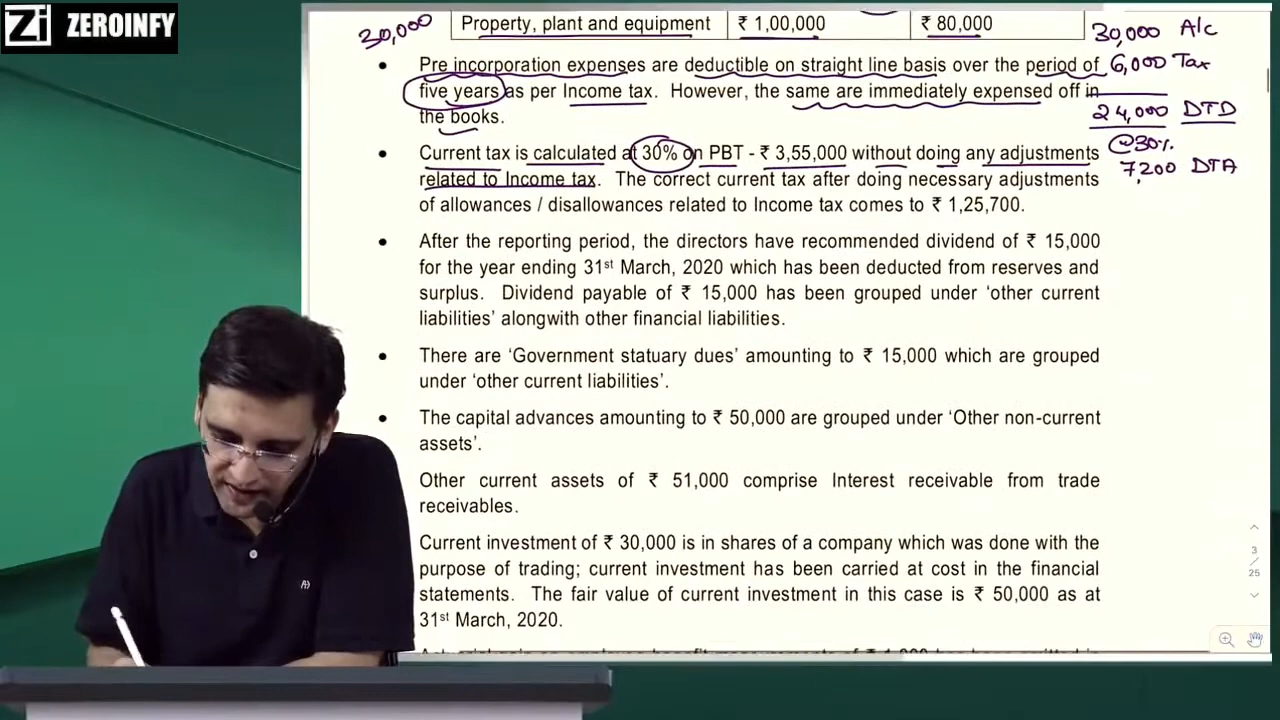 Zi ZEROINFY
30,000
Property, plant and equipment ₹ 1,00,000 ₹ 80,000
30,000 A/c
• Pre incorporation expenses are deductible on straight line basis over the period of
6,000 Tax
five years as per Income tax. However, the same are immediately expensed off in
the books.
24,000 DTD
@30%
7,200 DTA
• Current tax is calculated at 30% on PBT - ₹ 3,55,000 without doing any adjustments
related to Income tax. The correct current tax after doing necessary adjustments
of allowances / disallowances related to Income tax comes to ₹ 1,25,700.
• After the reporting period, the directors have recommended dividend of ₹ 15,000
for the year ending 31st March, 2020 which has been deducted from reserves and
surplus. Dividend payable of ₹ 15,000 has been grouped under ‘other current
liabilities’ alongwith other financial liabilities.
• There are ‘Government statuary dues’ amounting to ₹ 15,000 which are grouped
under ‘other current liabilities’.
• The capital advances amounting to ₹ 50,000 are grouped under ‘Other non-current
assets’.
Other current assets of ₹ 51,000 comprise Interest receivable from trade
receivables.
Current investment of ₹ 30,000 is in shares of a company which was done with the
purpose of trading; current investment has been carried at cost in the financial
statements. The fair value of current investment in this case is ₹ 50,000 as at
31st March, 2020.
3
/
25